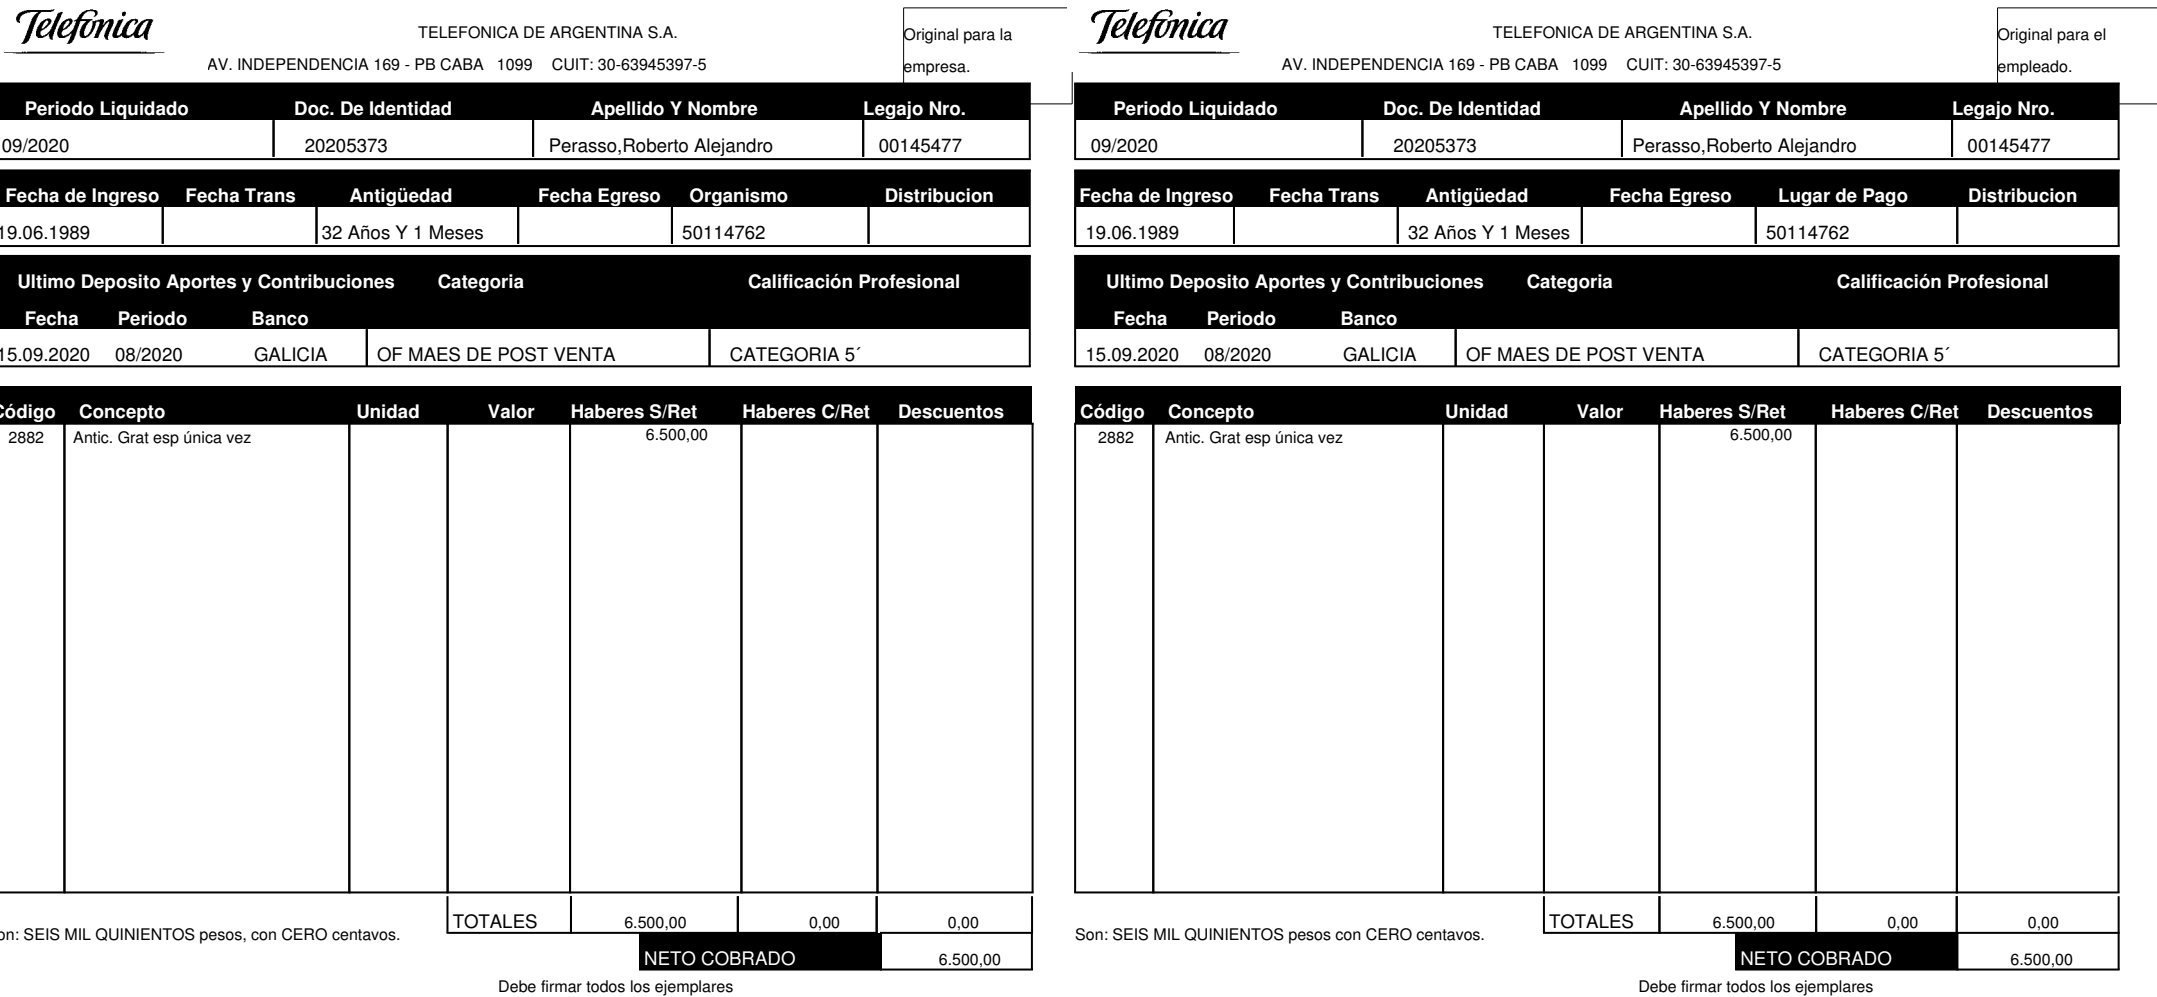 Telefónica
TELEFONICA DE ARGENTINA S.A.
Original para la
AV. INDEPENDENCIA 169 - PB CABA 1099 CUIT: 30-63945397-5
empresa.
Periodo Liquidado Doc. De Identidad Apellido Y Nombre Legajo Nro.
09/2020 20205373 Perasso,Roberto Alejandro 00145477
Fecha de Ingreso Fecha Trans Antigüedad Fecha Egreso Organismo Distribucion
19.06.1989 32 Años Y 1 Meses 50114762
Ultimo Deposito Aportes y Contribuciones Categoria Calificación Profesional
Fecha Periodo Banco
15.09.2020 08/2020 GALICIA OF MAES DE POST VENTA CATEGORIA 5´
Código Concepto Unidad Valor Haberes S/Ret Haberes C/Ret Descuentos
2882 Antic. Grat esp única vez 6.500,00
TOTALES 6.500,00 0,00 0,00
on: SEIS MIL QUINIENTOS pesos, con CERO centavos.
NETO COBRADO 6.500,00
Debe firmar todos los ejemplares
Telefónica
TELEFONICA DE ARGENTINA S.A.
Original para el
AV. INDEPENDENCIA 169 - PB CABA 1099 CUIT: 30-63945397-5
empleado.
Periodo Liquidado Doc. De Identidad Apellido Y Nombre Legajo Nro.
09/2020 20205373 Perasso,Roberto Alejandro 00145477
Fecha de Ingreso Fecha Trans Antigüedad Fecha Egreso Lugar de Pago Distribucion
19.06.1989 32 Años Y 1 Meses 50114762
Ultimo Deposito Aportes y Contribuciones Categoria Calificación Profesional
Fecha Periodo Banco
15.09.2020 08/2020 GALICIA OF MAES DE POST VENTA CATEGORIA 5´
Código Concepto Unidad Valor Haberes S/Ret Haberes C/Ret Descuentos
2882 Antic. Grat esp única vez 6.500,00
TOTALES 6.500,00 0,00 0,00
Son: SEIS MIL QUINIENTOS pesos con CERO centavos.
NETO COBRADO 6.500,00
Debe firmar todos los ejemplares